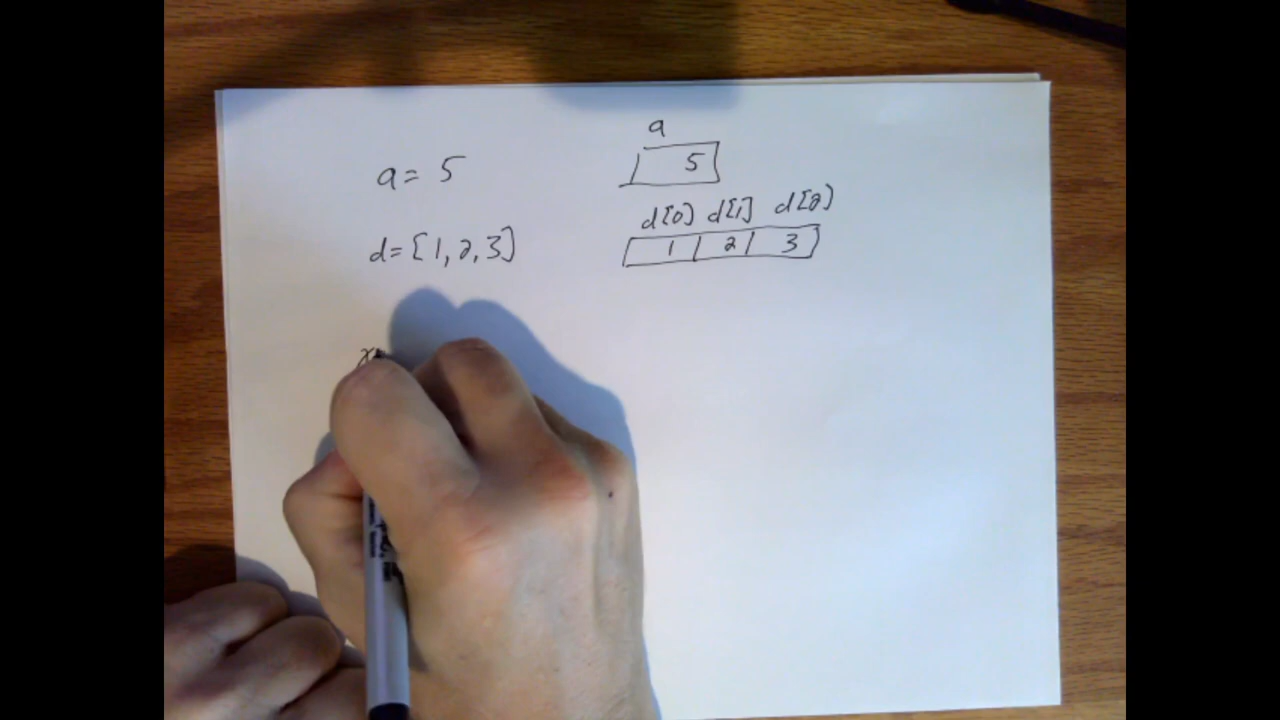 a = 5
a
5
d = [1, 2, 3]
d[0] d[1] d[2]
1 2 3
x